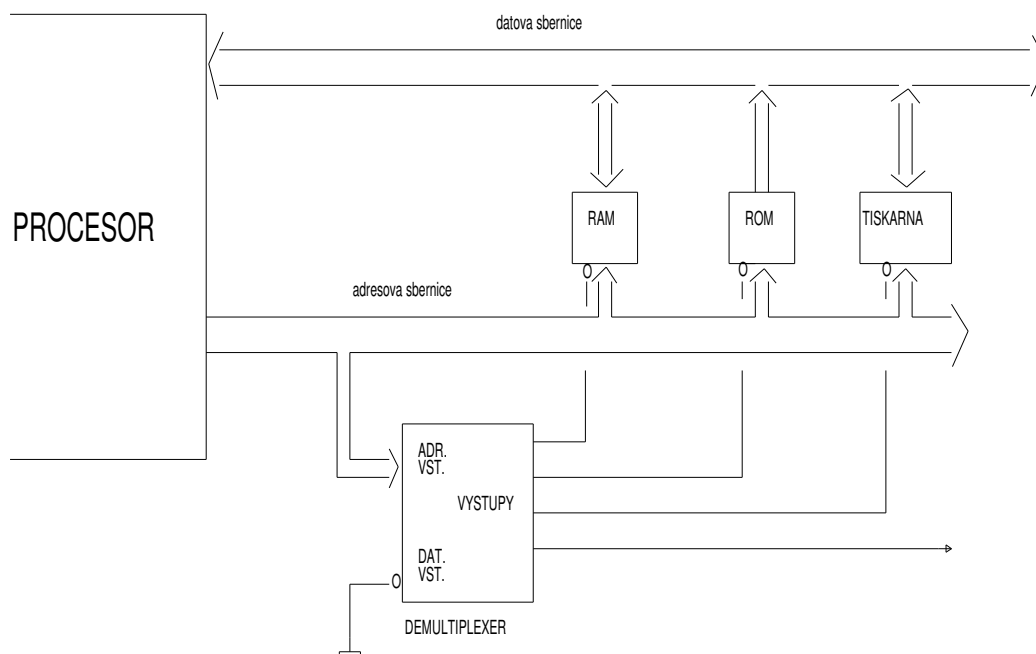 datova sbernice
PROCESOR
RAM
ROM
TISKARNA
adresova sbernice
ADR.
VST.
VYSTUPY
DAT.
VST.
DEMULTIPLEXER